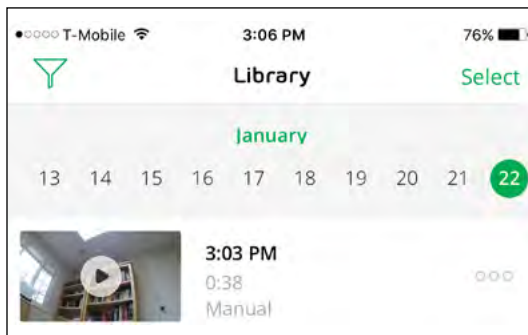 T-Mobile 3:06 PM 76%
Library Select
January
13 14 15 16 17 18 19 20 21 22
3:03 PM
0:38
Manual